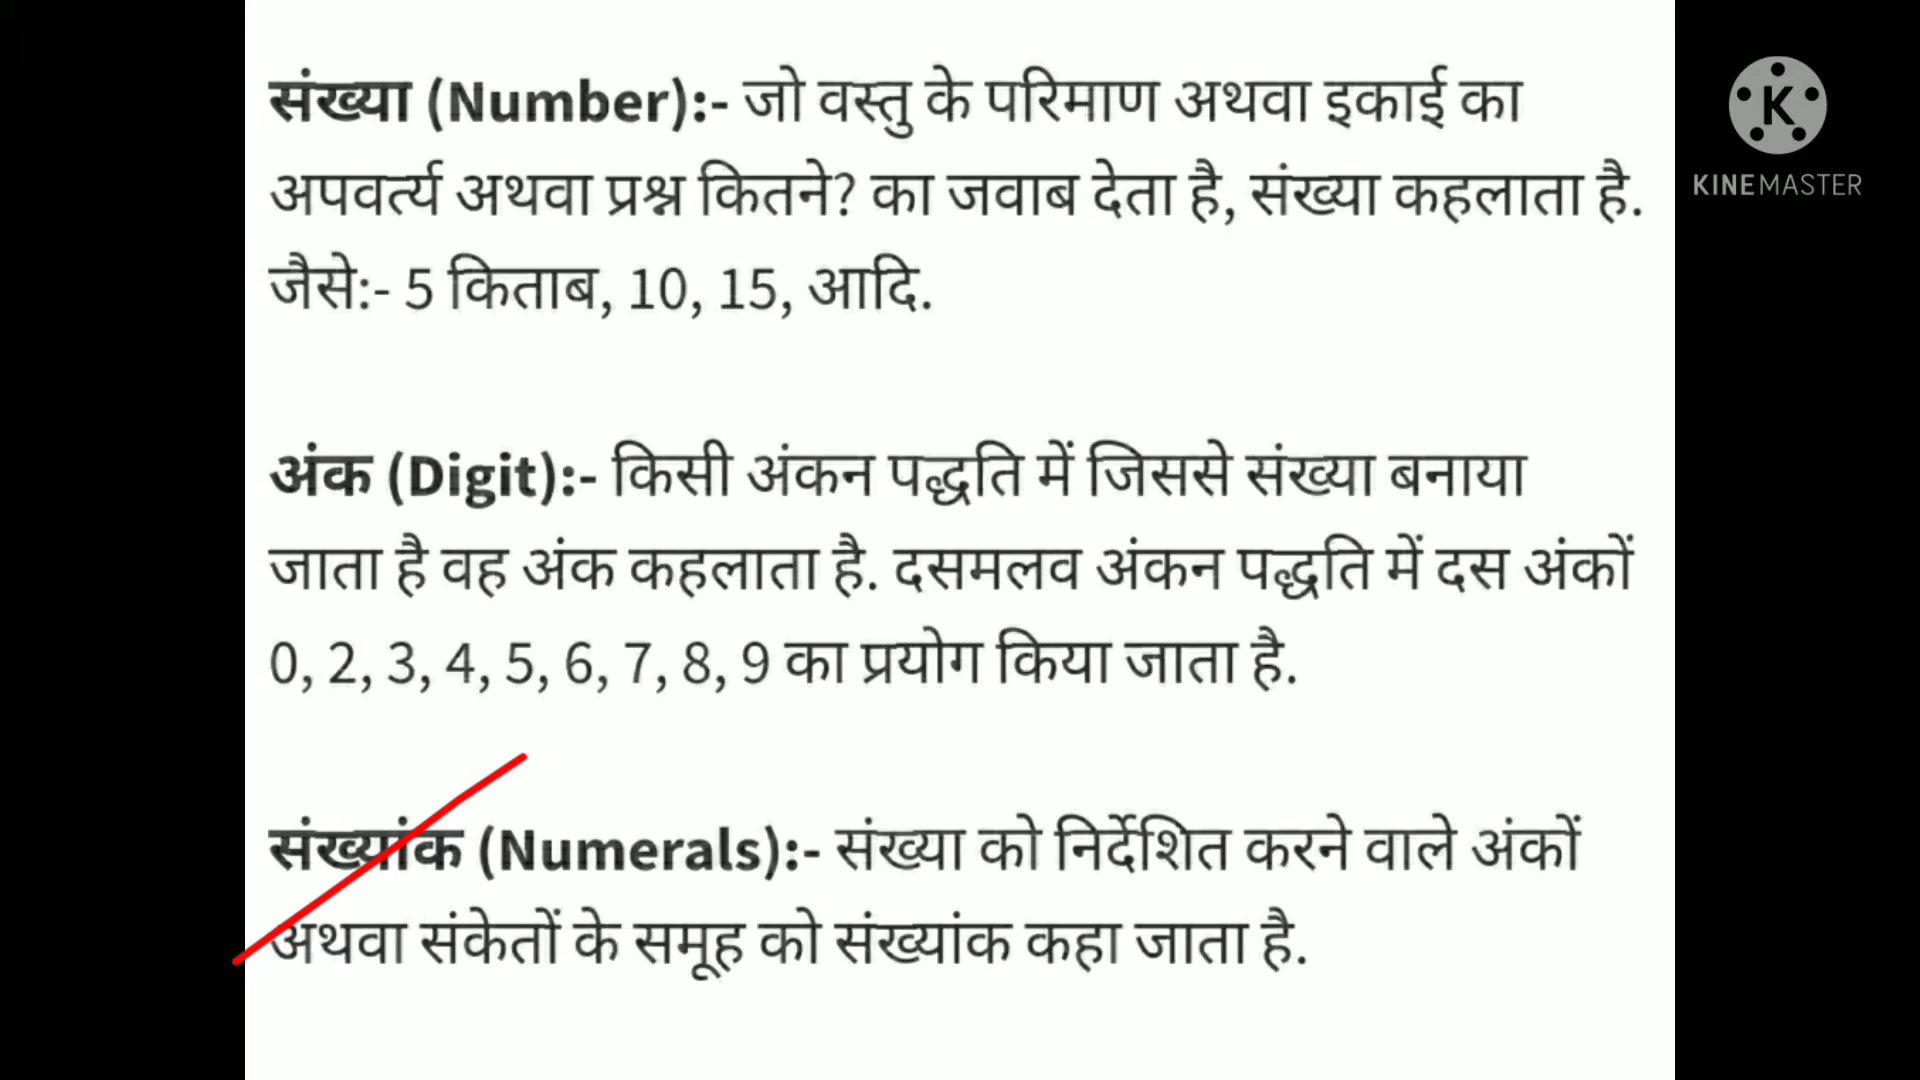 संख्या (Number):- जो वस्तु के परिमाण अथवा इकाई का
अपवर्त्य अथवा प्रश्न कितने? का जवाब देता है, संख्या कहलाता है.
जैसे:- 5 किताब, 10, 15, आदि.
अंक (Digit):- किसी अंकन पद्धति में जिससे संख्या बनाया
जाता है वह अंक कहलाता है. दसमलव अंकन पद्धति में दस अंकों
0, 2, 3, 4, 5, 6, 7, 8, 9 का प्रयोग किया जाता है.
संख्यांक (Numerals):- संख्या को निर्देशित करने वाले अंकों
अथवा संकेतों के समूह को संख्यांक कहा जाता है.
K
KINEMASTER